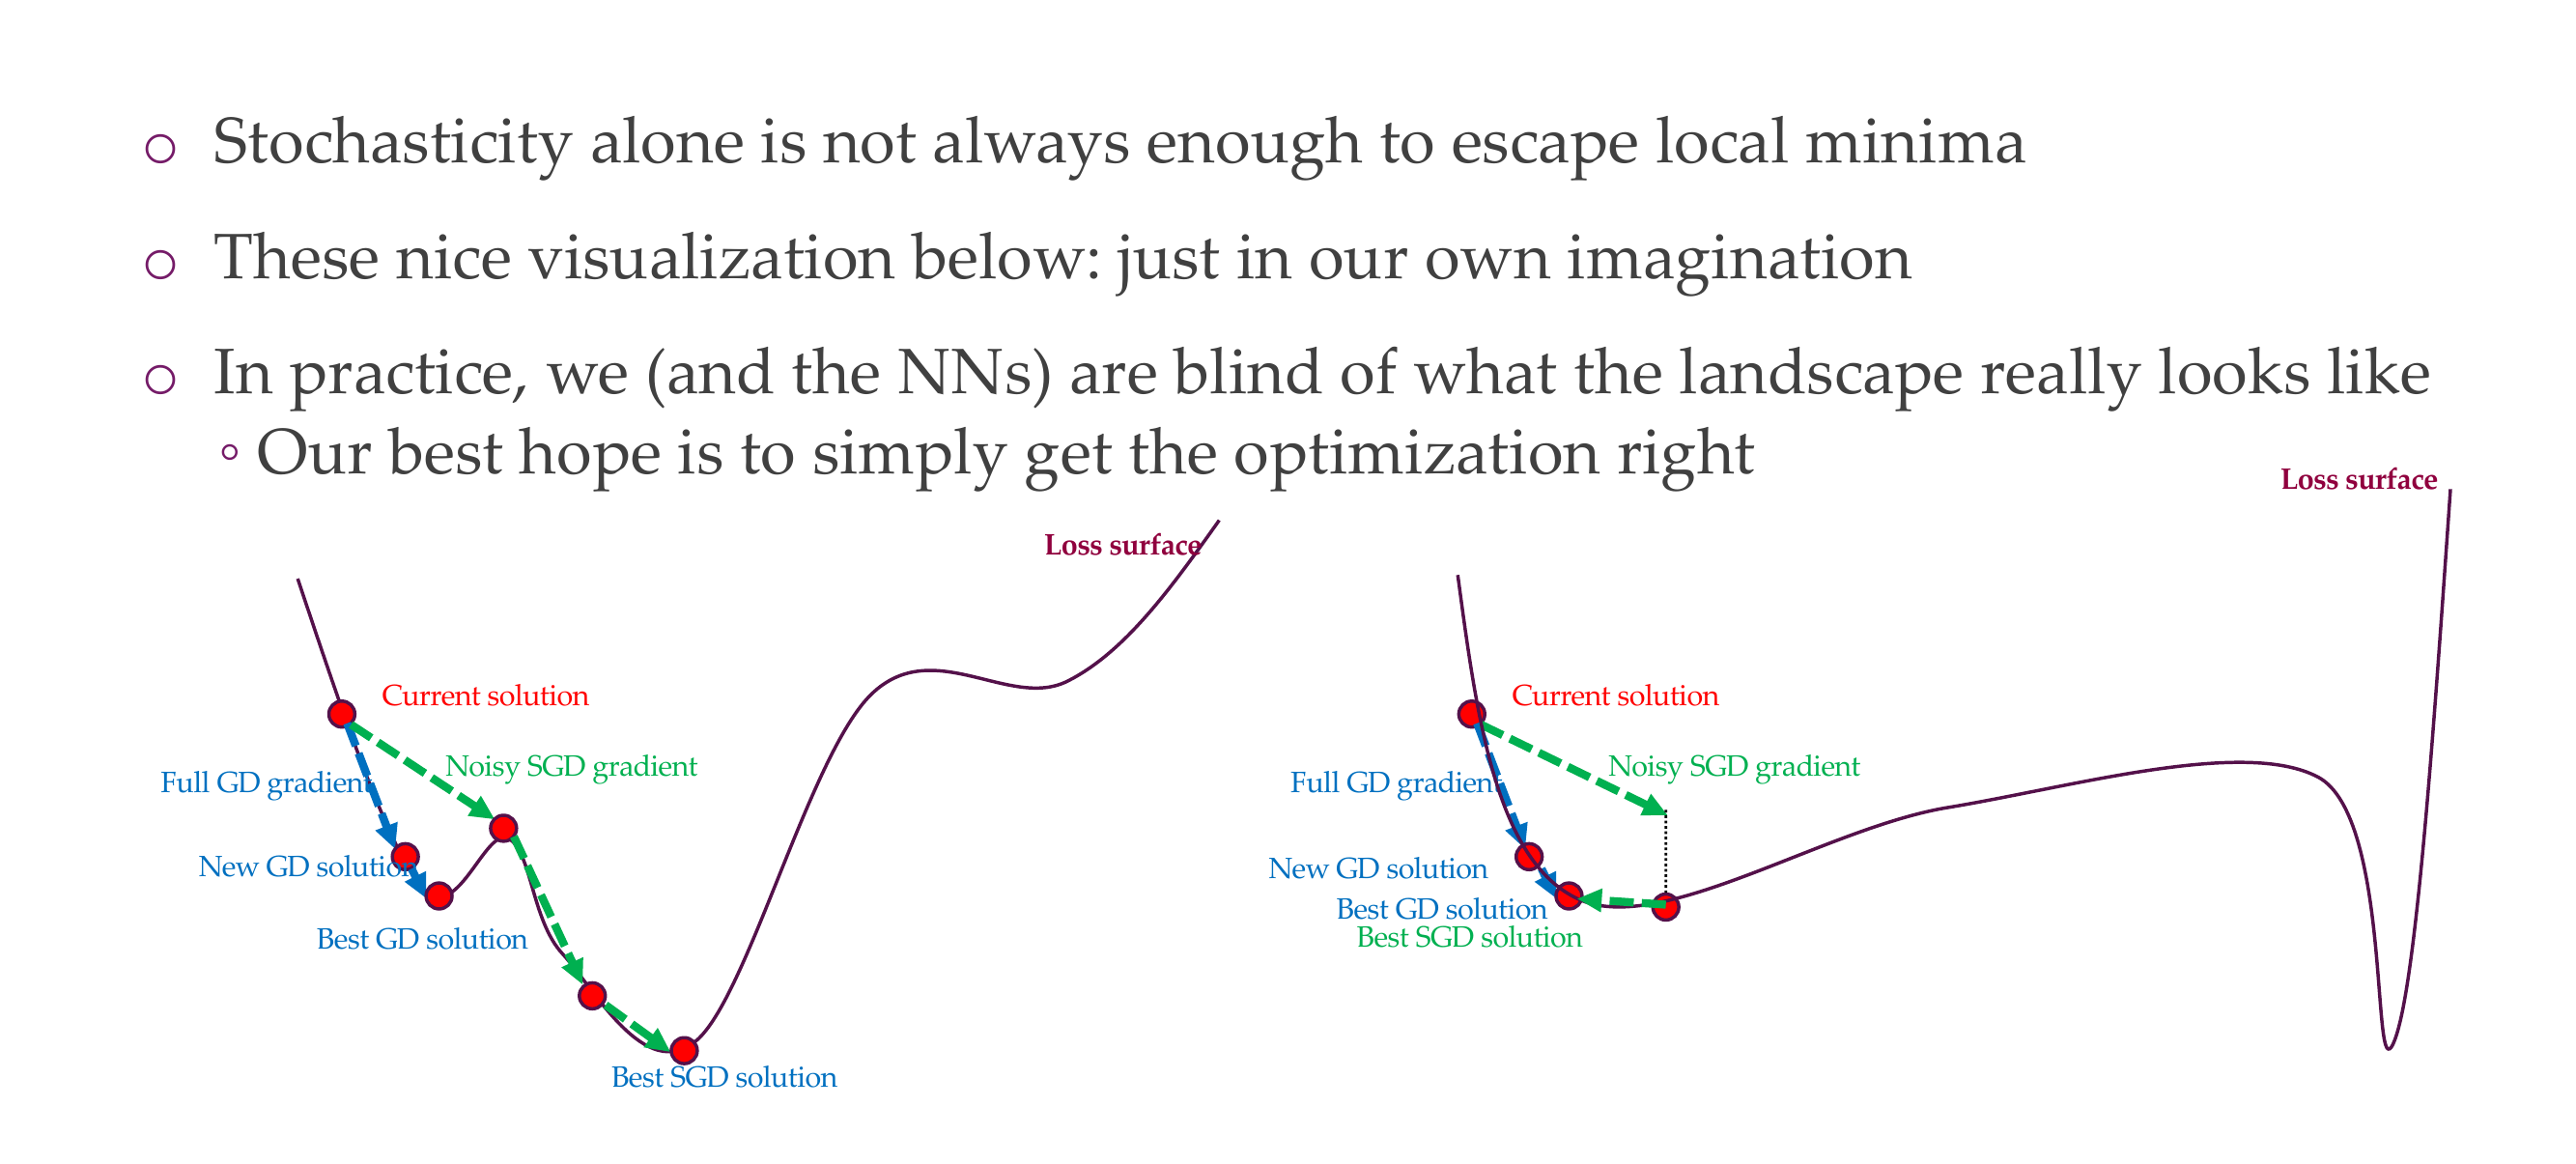 Stochasticity alone is not always enough to escape local minima
These nice visualization below: just in our own imagination
In practice, we (and the NNs) are blind of what the landscape really looks like
Our best hope is to simply get the optimization right
Loss surface
Current solution
Noisy SGD gradient
Full GD gradient
New GD solution
Best GD solution
Best SGD solution
Loss surface
Current solution
Noisy SGD gradient
Full GD gradient
New GD solution
Best GD solution
Best SGD solution